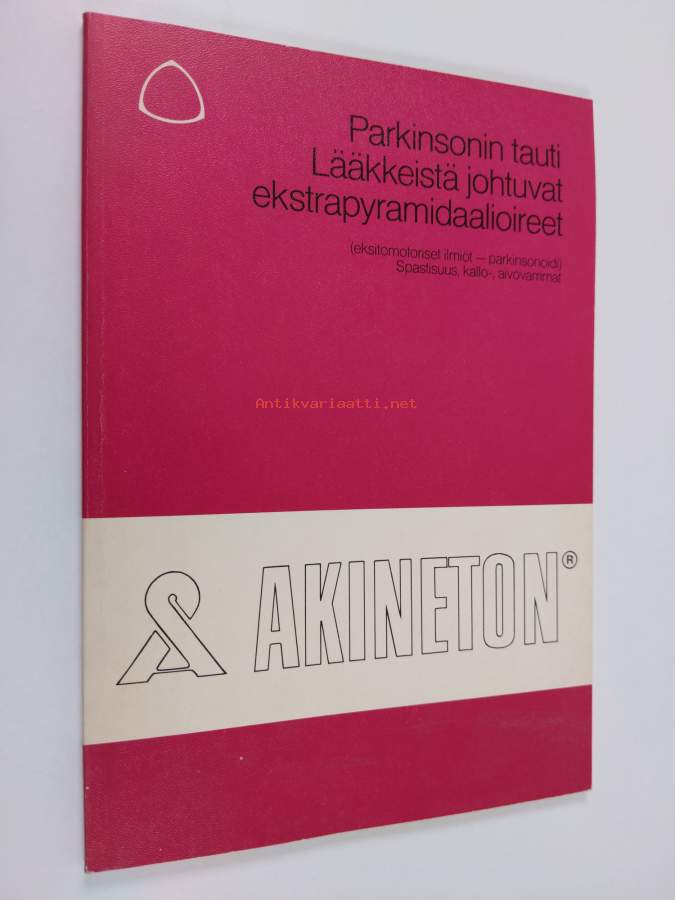 Parkinsonin tauti
Lääkkeistä johtuvat
ekstrapyramidaalioireet
(eksitomotoriset ilmiöt — parkinsonoidi)
Spastisuus, kallo-, aivovammat
Antikvariaatti.net
AKINETON®